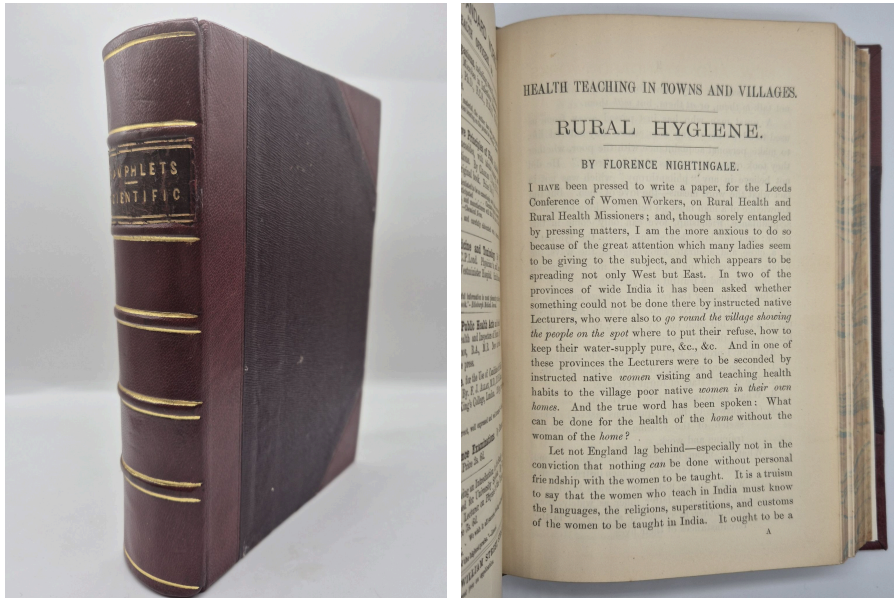 PAMPHLETS
SCIENTIFIC
HEALTH TEACHING IN TOWNS AND VILLAGES.
RURAL HYGIENE.
BY FLORENCE NIGHTINGALE.
I HAVE been pressed to write a paper, for the Leeds
Conference of Women Workers, on Rural Health and
Rural Health Missioners; and, though sorely entangled
by pressing matters, I am the more anxious to do so
because of the great attention which many ladies seem
to be giving to the subject, and which appears to be
spreading not only West but East. In two of the
provinces of wide India it has been asked whether
something could not be done there by instructed native
Lecturers, who were also to go round the village showing
the people on the spot where to put their refuse, how to
keep their water-supply pure, &c., &c. And in one of
these provinces the Lecturers were to be seconded by
instructed native women visiting and teaching health
habits to the village poor native women in their own
homes. And the true word has been spoken: What
can be done for the health of the home without the
woman of the home?
Let not England lag behind—especially not in the
conviction that nothing can be done without personal
friendship with the women to be taught. It is a truism
to say that the women who teach in India must know
the languages, the religions, superstitions, and customs
of the women to be taught in India. It ought to be a
A
Public Health Acts